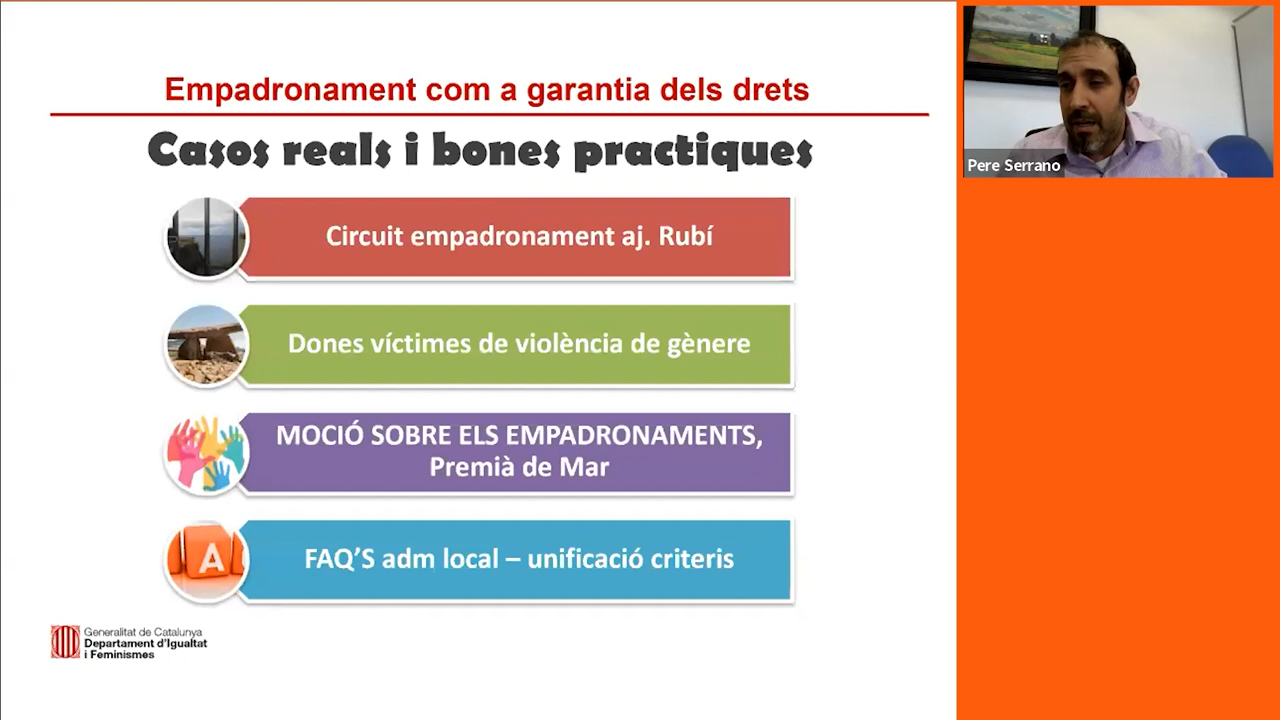 Empadronament com a garantia dels drets
Casos reals i bones practiques
Circuit empadronament aj. Rubí
Dones víctimes de violència de gènere
MOCIÓ SOBRE ELS EMPADRONAMENTS,
Premià de Mar
A
FAQ'S adm local – unificació criteris
Generalitat de Catalunya
Departament d'Igualtat
i Feminismes
Pere Serrano